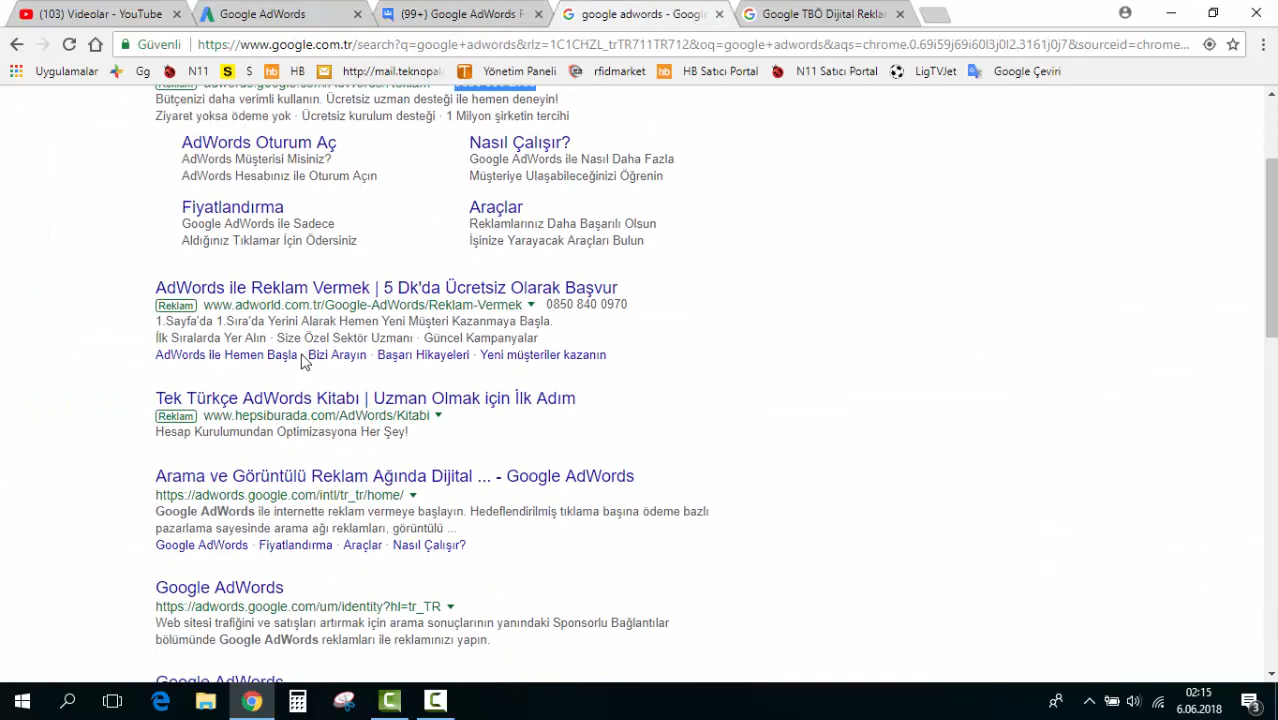 (103) Videolar - YouTube
Google AdWords
(99+) Google AdWords
google adwords - Goog
Google TBÖ Dijital Rekla
Güvenli
https://www.google.com.tr/search?q=google+adwords&rlz=1C1CHZL_trTR711TR712&oq=google+adwords&aqs=chrome.0.69i59j69i60l3j0l2.3161j0j7&sourceid=chrome...
Uygulamalar
Gg
N11
S
HB
http://mail.teknopal
Yönetim Paneli
rfidmarket
HB Satıcı Portal
N11 Satıcı Portal
LigTVJet
Google Çeviri
Bütçenizi daha verimli kullanın. Ücretsiz uzman desteği ile hemen deneyin!
Ziyaret yoksa ödeme yok · Ücretsiz kurulum desteği · 1 Milyon şirketin tercihi
AdWords Oturum Aç
AdWords Müşterisi Misiniz?
AdWords Hesabınız ile Oturum Açın
Nasıl Çalışır?
Google AdWords ile Nasıl Daha Fazla
Müşteriye Ulaşabileceğinizi Öğrenin
Fiyatlandırma
Google AdWords ile Sadece
Aldığınız Tıklamar İçin Ödersiniz
Araçlar
Reklamlarınız Daha Başarılı Olsun
İşinize Yarayacak Araçları Bulun
AdWords ile Reklam Vermek | 5 Dk'da Ücretsiz Olarak Başvur
Reklam www.adworld.com.tr/Google-AdWords/Reklam-Vermek 0850 840 0970
1.Sayfa'da 1.Sıra'da Yerini Alarak Hemen Yeni Müşteri Kazanmaya Başla.
İlk Sıralarda Yer Alın · Size Özel Sektör Uzmanı · Güncel Kampanyalar
AdWords ile Hemen Başla · Bizi Arayın · Başarı Hikayeleri · Yeni müşteriler kazanın
Tek Türkçe AdWords Kitabı | Uzman Olmak için İlk Adım
Reklam www.hepsiburada.com/AdWords/Kitabi
Hesap Kurulumundan Optimizasyona Her Şey!
Arama ve Görüntülü Reklam Ağında Dijital ... - Google AdWords
https://adwords.google.com/intl/tr_tr/home/
Google AdWords ile internette reklam vermeye başlayın. Hedeflendirilmiş tıklama başına ödeme bazlı
pazarlama sayesinde arama ağı reklamları, görüntülü ...
Google AdWords · Fiyatlandırma · Araçlar · Nasıl Çalışır?
Google AdWords
https://adwords.google.com/um/identity?hl=tr_TR
Web sitesi trafiğini ve satışları artırmak için arama sonuçlarının yanındaki Sponsorlu Bağlantılar
bölümünde Google AdWords reklamları ile reklamınızı yapın.
Google AdWords
02:15
6.06.2018
3